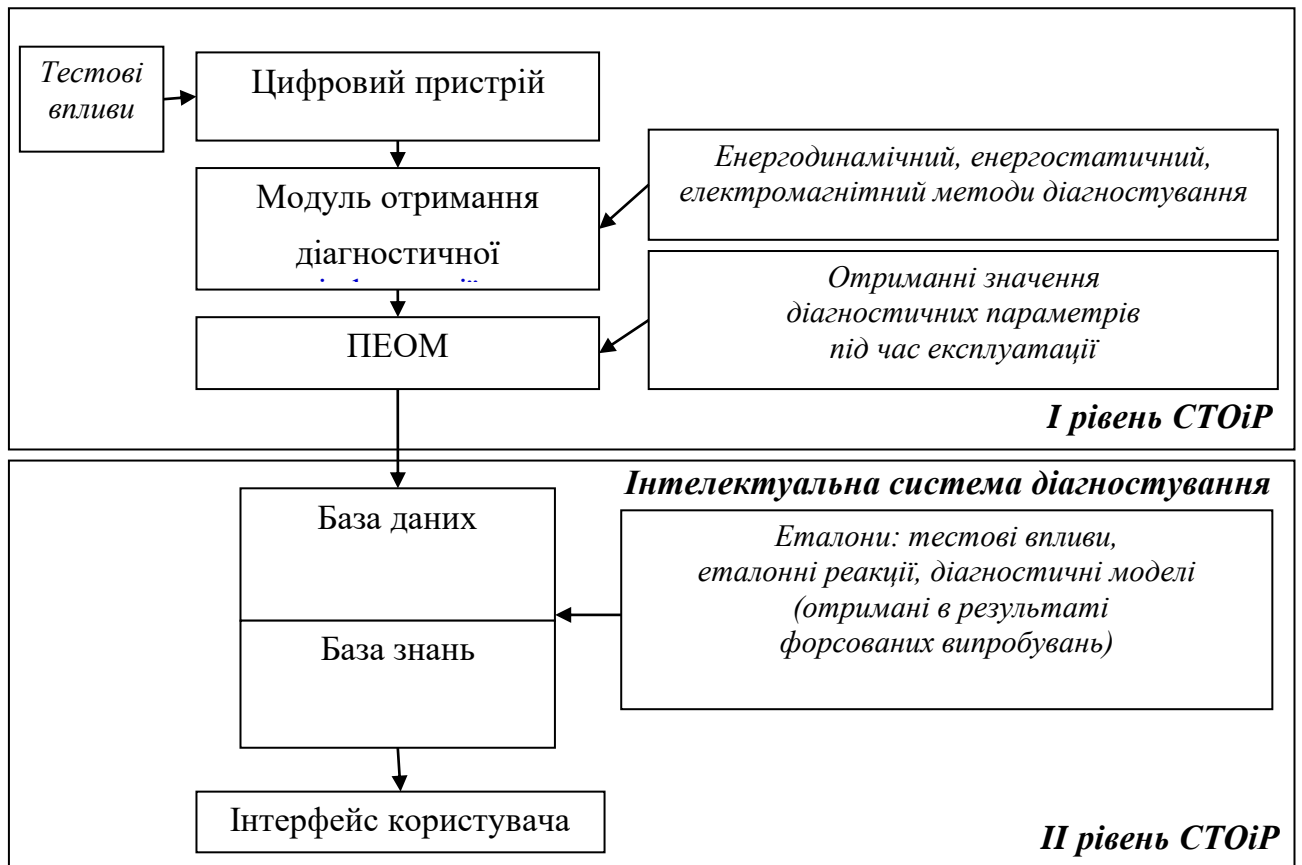 Тестові
впливи
Цифровий пристрій
Модуль отримання
діагностичної
Енергодинамічний, енергостатичний,
електромагнітний методи діагностування
ПЕОМ
Отриманні значення
діагностичних параметрів
під час експлуатації
I рівень СТОіР
Інтелектуальна система діагностування
База даних
База знань
Еталони: тестові впливи,
еталонні реакції, діагностичні моделі
(отримані в результаті
форсованих випробувань)
Інтерфейс користувача
II рівень СТОіР